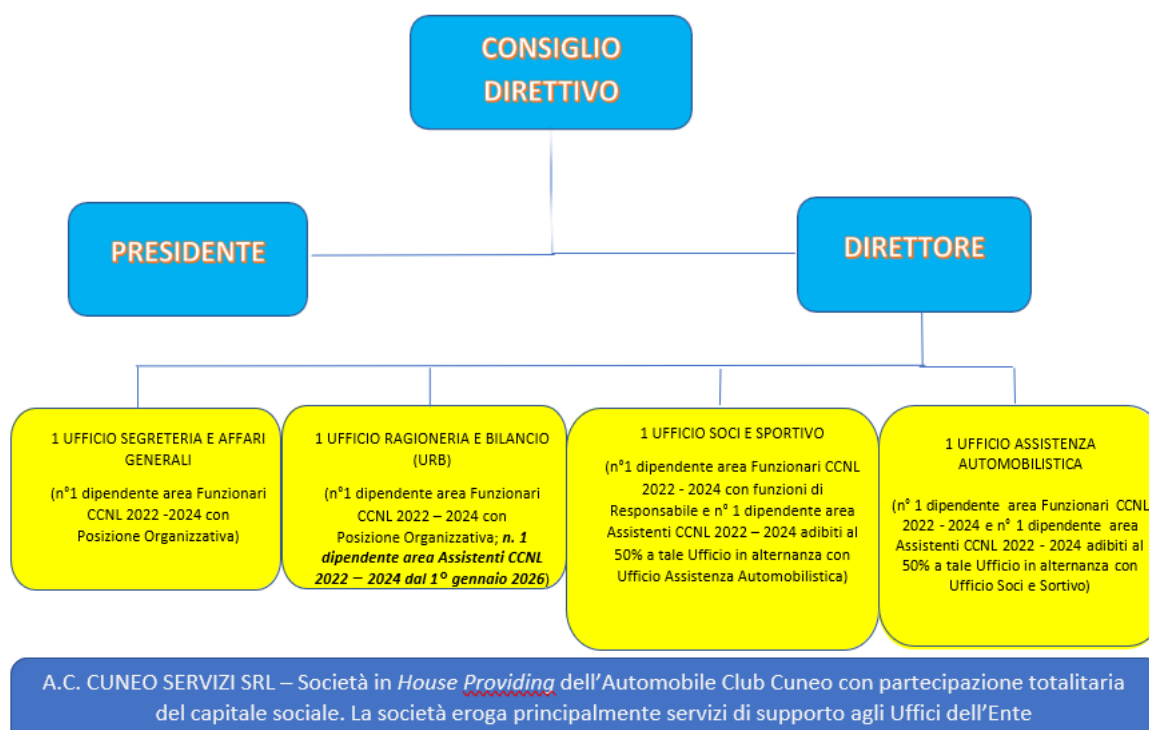 CONSIGLIO
DIRETTIVO
PRESIDENTE
DIRETTORE
1 UFFICIO SEGRETERIA E AFFARI
GENERALI
(n°1 dipendente area Funzionari
CCNL 2022 -2024 con
Posizione Organizzativa)
1 UFFICIO RAGIONERIA E BILANCIO
(URB)
(n°1 dipendente area Funzionari
CCNL 2022 – 2024 con
Posizione Organizzativa; n. 1
dipendente area Assistenti CCNL
2022 – 2024 dal 1° gennaio 2026)
1 UFFICIO SOCI E SPORTIVO
(n°1 dipendente area Funzionari CCNL
2022 - 2024 con funzioni di
Responsabile e n° 1 dipendente area
Assistenti CCNL 2022 – 2024 adibiti al
50% a tale Ufficio in alternanza con
Ufficio Assistenza Automobilistica)
1 UFFICIO ASSISTENZA
AUTOMOBILISTICA
(n° 1 dipendente area Funzionari CCNL
2022 - 2024 e n° 1 dipendente area
Assistenti CCNL 2022 - 2024 adibiti al
50% a tale Ufficio in alternanza con
Ufficio Soci e Sortivo)
A.C. CUNEO SERVIZI SRL – Società in House Providing dell'Automobile Club Cuneo con partecipazione totalitaria
del capitale sociale. La società eroga principalmente servizi di supporto agli Uffici dell'Ente